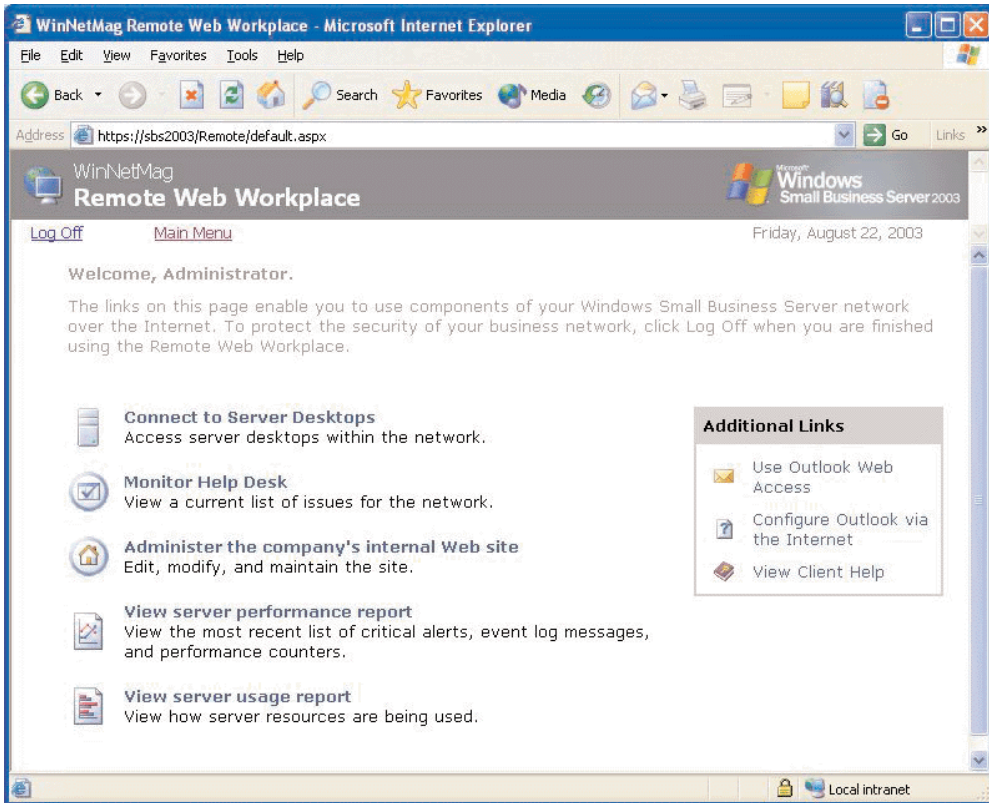 WinNetMag Remote Web Workplace - Microsoft Internet Explorer
File Edit View Favorites Tools Help
Back Search Favorites Media
Address https://sbs2003/Remote/default.aspx Go Links »
WinNetMag
Remote Web Workplace
Microsoft
Windows
Small Business Server 2003
Log Off Main Menu Friday, August 22, 2003
Welcome, Administrator.
The links on this page enable you to use components of your Windows Small Business Server network
over the Internet. To protect the security of your business network, click Log Off when you are finished
using the Remote Web Workplace.
Connect to Server Desktops
Access server desktops within the network.
Monitor Help Desk
View a current list of issues for the network.
Administer the company's internal Web site
Edit, modify, and maintain the site.
View server performance report
View the most recent list of critical alerts, event log messages,
and performance counters.
View server usage report
View how server resources are being used.
Additional Links
Use Outlook Web
Access
Configure Outlook via
the Internet
View Client Help
Local intranet